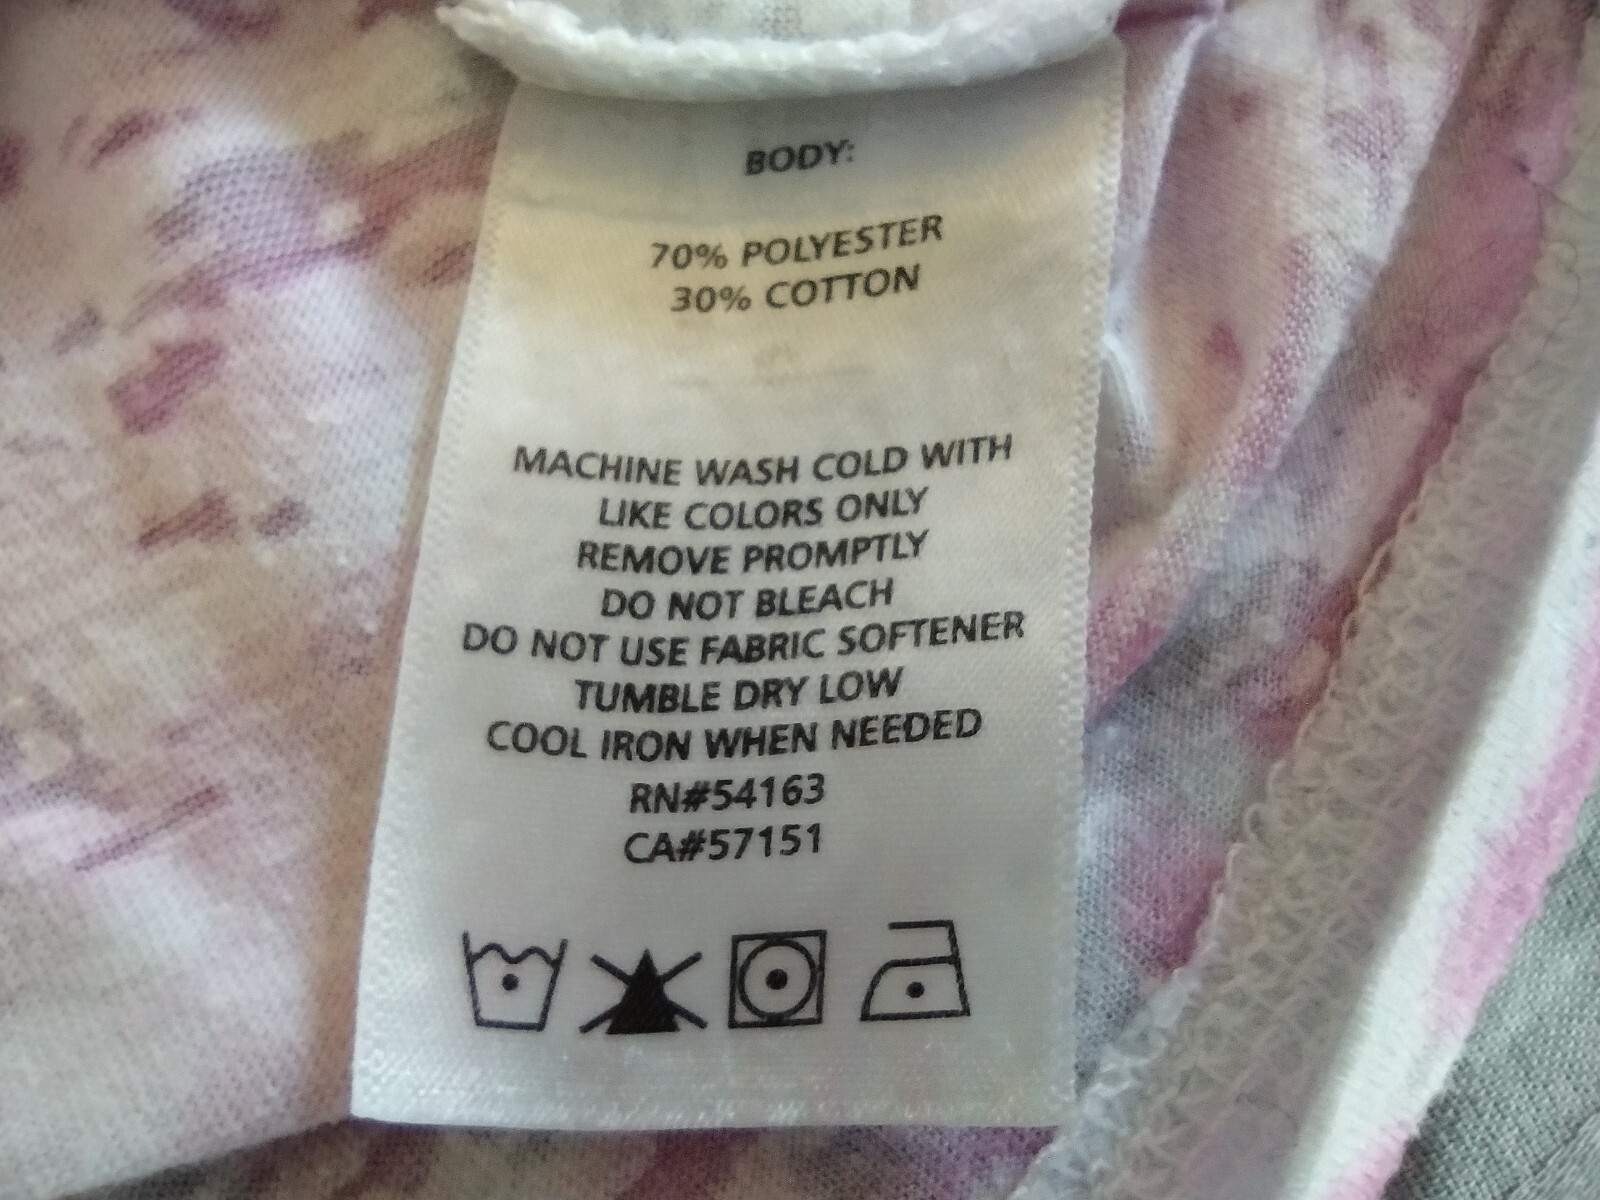 BODY:
70% POLYESTER
30% COTTON
MACHINE WASH COLD WITH
LIKE COLORS ONLY
REMOVE PROMPTLY
DO NOT BLEACH
DO NOT USE FABRIC SOFTENER
TUMBLE DRY LOW
COOL IRON WHEN NEEDED
RN#54163
CA#57151